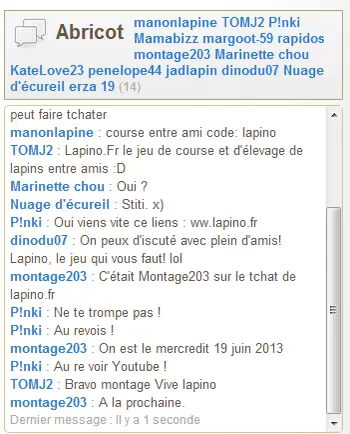 Abricot
manonlapine TOMJ2 P!nki
Mamabizz margoot-59 rapidos
montage203 Marinette chou
KateLove23 penelope44 jadlapin dinodu07 Nuage
d'écureil erza 19 (14)
peut faire tchater
manonlapine : course entre ami code: lapino
TOMJ2 : Lapino.Fr le jeu de course et d'élevage de
lapins entre amis :D
Marinette chou : Oui ?
Nuage d'écureil : Stiti. x)
P!nki : Oui viens vite ce liens : ww.lapino.fr
dinodu07 : On peux d'iscuté avec plein d'amis!
Lapino, le jeu qui vous faut! lol
montage203 : C'était Montage203 sur le tchat de
lapino.fr
P!nki : Ne te trompe pas !
P!nki : Au revois !
montage203 : On est le mercredit 19 juin 2013
P!nki : Au re voir Youtube !
TOMJ2 : Bravo montage Vive lapino
montage203 : A la prochaine.
Dernier message : Il y a 1 seconde